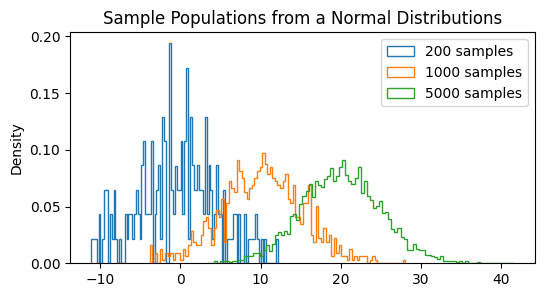 Sample Populations from a Normal Distributions
200 samples
1000 samples
5000 samples
Density
0.20
0.15
0.10
0.05
0.00
−10
0
10
20
30
40